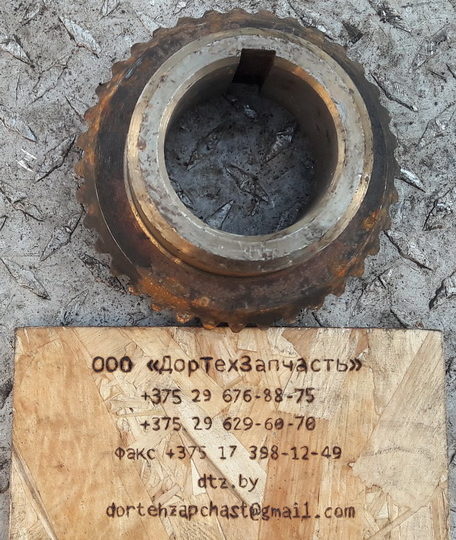 ООО «ДорТехЗапчасть»
+375 29 676-88-75
+375 29 629-60-70
Факс +375 17 398-12-49
dtz.by
dortehzapchast@gmail.com